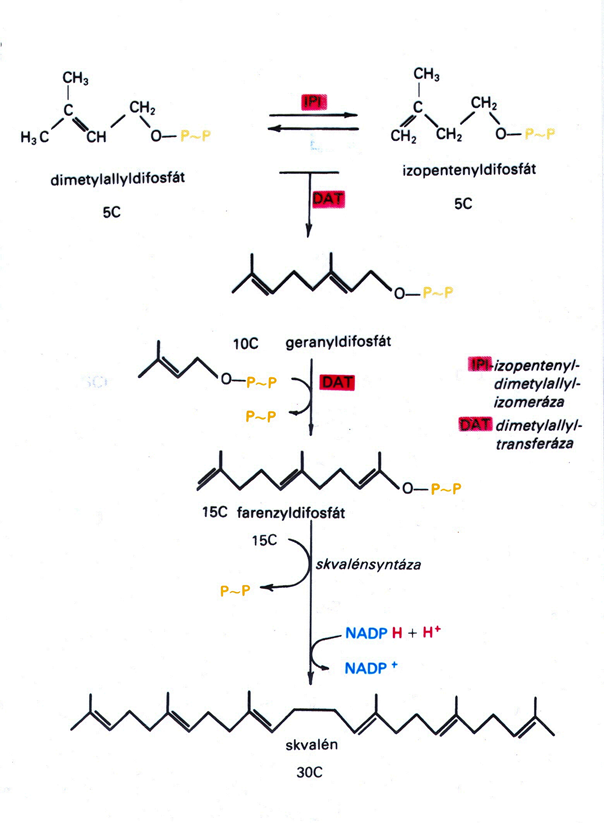 CH₃
C
CH₂
H₃C
CH
O—P~P
dimetylallyldifosfát
5C
IPI
CH₃
C
CH₂
CH₂
CH₂
O—P~P
izopentenyldifosfát
5C
DAT
O—P~P
10C geranyldifosfát
O—P~P
P~P
DAT
IPI-izopentenyl-
dimetylallyl-
izomeráza
DAT dimetylallyl-
transferáza
O—P~P
15C farenzyldifosfát
15C
P~P
skvalénsyntáza
NADP H + H⁺
NADP ⁺
skvalén
30C